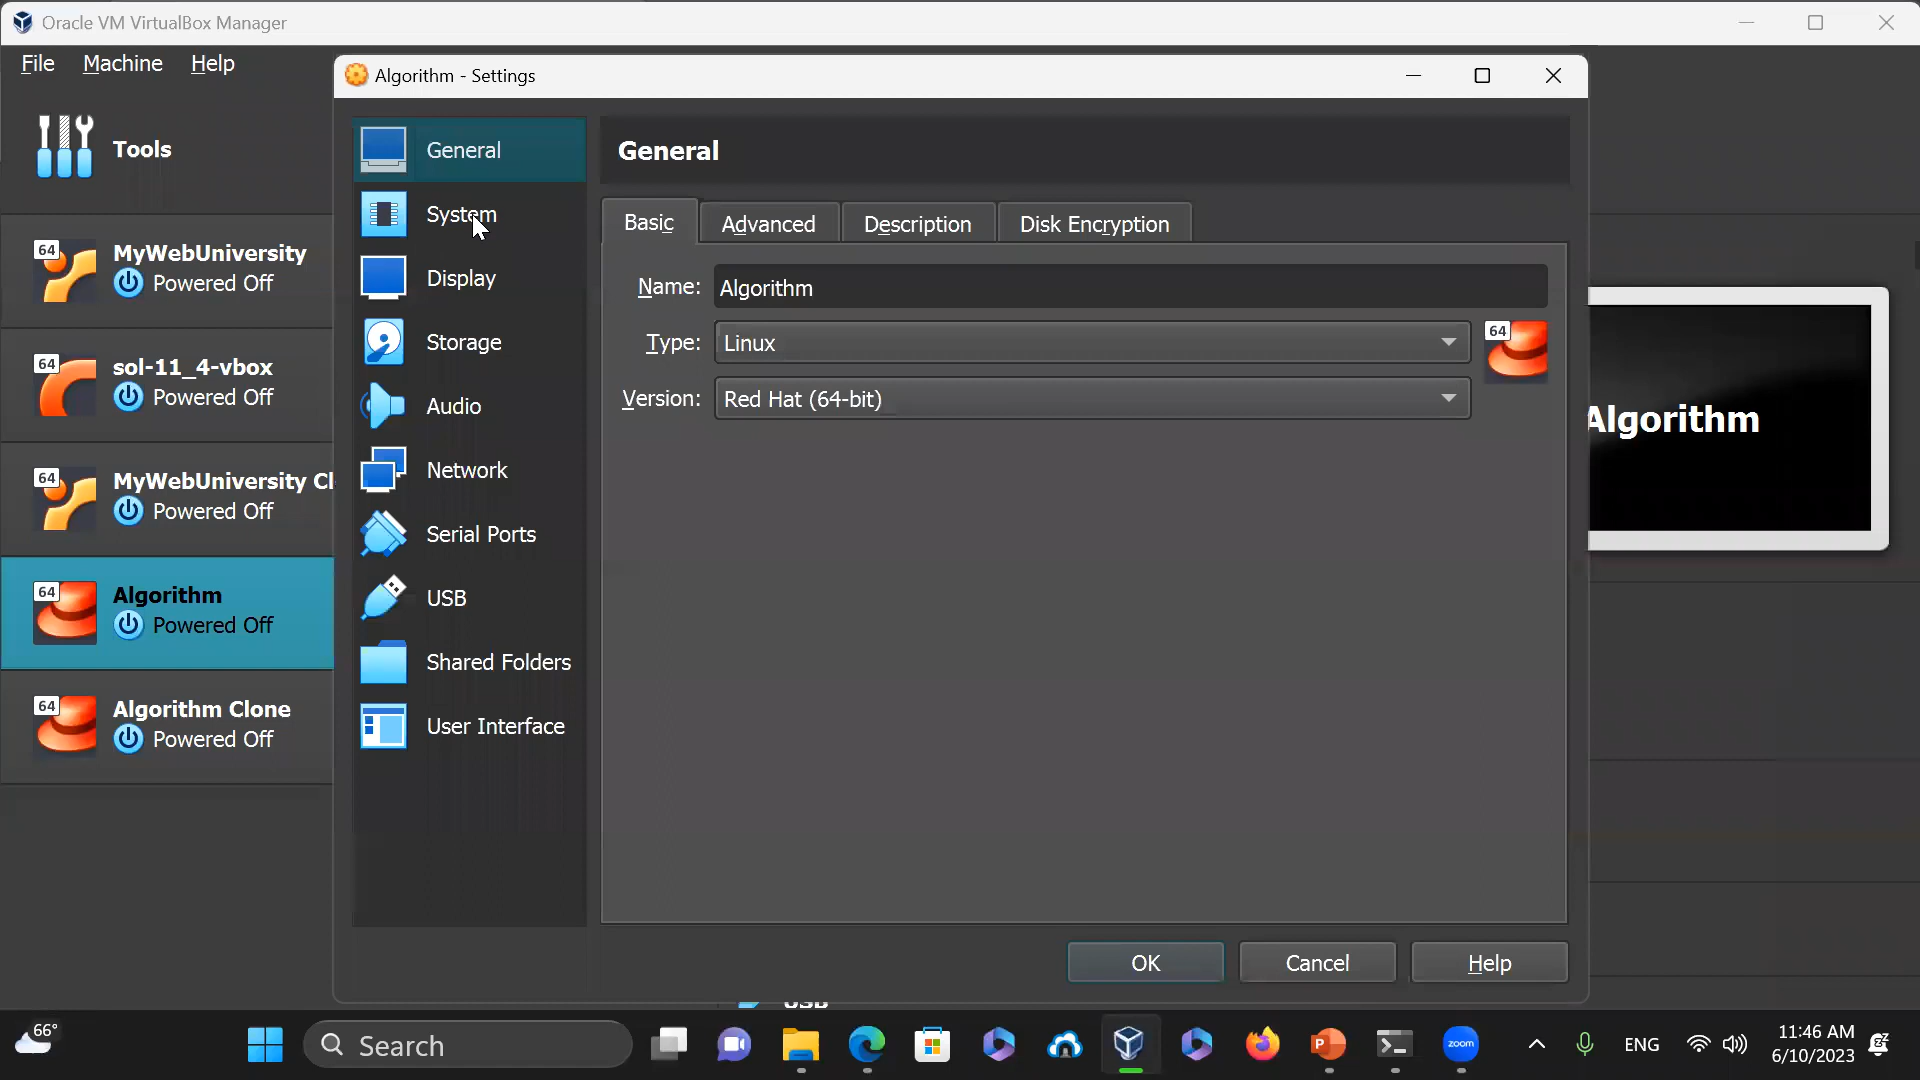 Oracle VM VirtualBox Manager
File Machine Help
Tools
64 MyWebUniversity
Powered Off
64 sol-11_4-vbox
Powered Off
64 MyWebUniversity Cl
Powered Off
64 Algorithm
Powered Off
64 Algorithm Clone
Powered Off
Algorithm - Settings
General
System
Display
Storage
Audio
Network
Serial Ports
USB
Shared Folders
User Interface
General
Basic Advanced Description Disk Encryption
Name: Algorithm
Type: Linux 64
Version: Red Hat (64-bit)
OK Cancel Help
Algorithm
USB
66°
Search
P
zoom
ENG
11:46 AM
6/10/2023